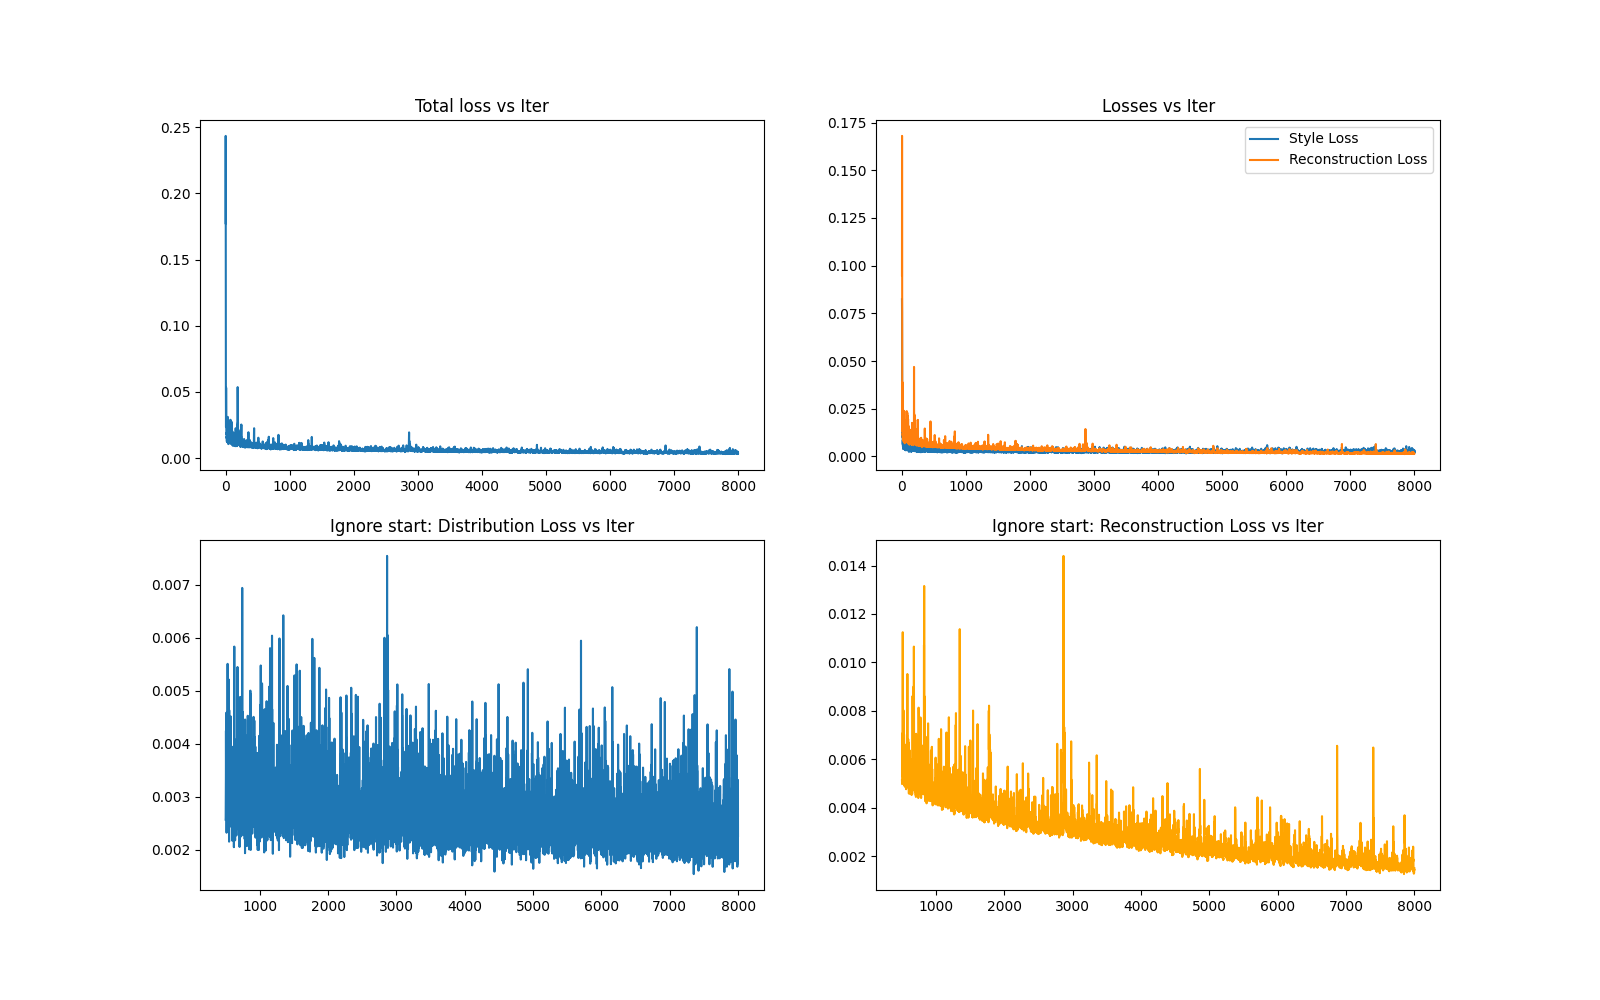 Total loss vs Iter
0.25
0.20
0.15
0.10
0.05
0.00
0 1000 2000 3000 4000 5000 6000 7000 8000
Losses vs Iter
0.175
0.150
0.125
0.100
0.075
0.050
0.025
0.000
Style Loss
Reconstruction Loss
0 1000 2000 3000 4000 5000 6000 7000 8000
Ignore start: Distribution Loss vs Iter
0.007
0.006
0.005
0.004
0.003
0.002
1000 2000 3000 4000 5000 6000 7000 8000
Ignore start: Reconstruction Loss vs Iter
0.014
0.012
0.010
0.008
0.006
0.004
0.002
1000 2000 3000 4000 5000 6000 7000 8000